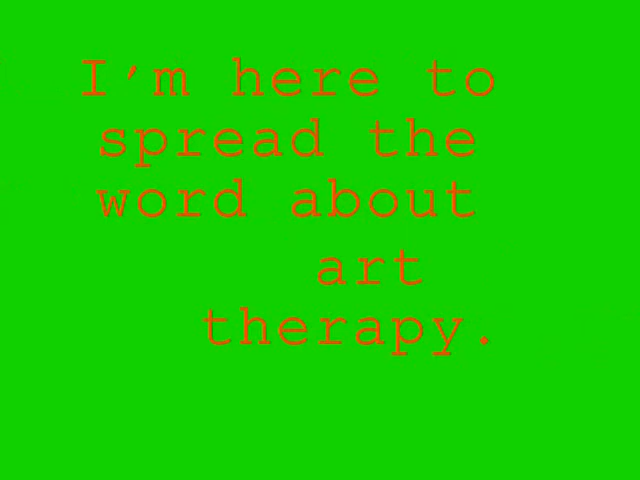 I'm here to
spread the
word about
art
therapy.